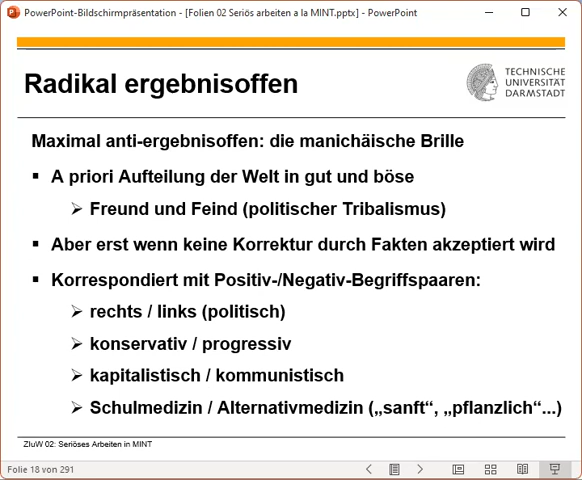 PowerPoint-Bildschirmpräsentation - [Folien 02 Seriös arbeiten a la MINT.pptx] - PowerPoint
Radikal ergebnisoffen
TECHNISCHE
UNIVERSITÄT
DARMSTADT
Maximal anti-ergebnisoffen: die manichäische Brille
▪ A priori Aufteilung der Welt in gut und böse
➢ Freund und Feind (politischer Tribalismus)
▪ Aber erst wenn keine Korrektur durch Fakten akzeptiert wird
▪ Korrespondiert mit Positiv-/Negativ-Begriffspaaren:
➢ rechts / links (politisch)
➢ konservativ / progressiv
➢ kapitalistisch / kommunistisch
➢ Schulmedizin / Alternativmedizin („sanft“, „pflanzlich“...)
ZIuW 02: Seriöses Arbeiten in MINT
Folie 18 von 291